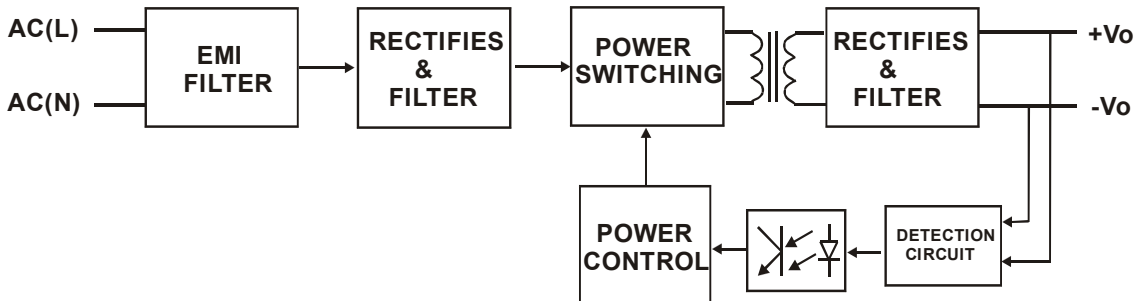 AC(L)
AC(N)
EMI
FILTER
RECTIFIES
&
FILTER
POWER
SWITCHING
RECTIFIES
&
FILTER
+Vo
-Vo
POWER
CONTROL
DETECTION
CIRCUIT